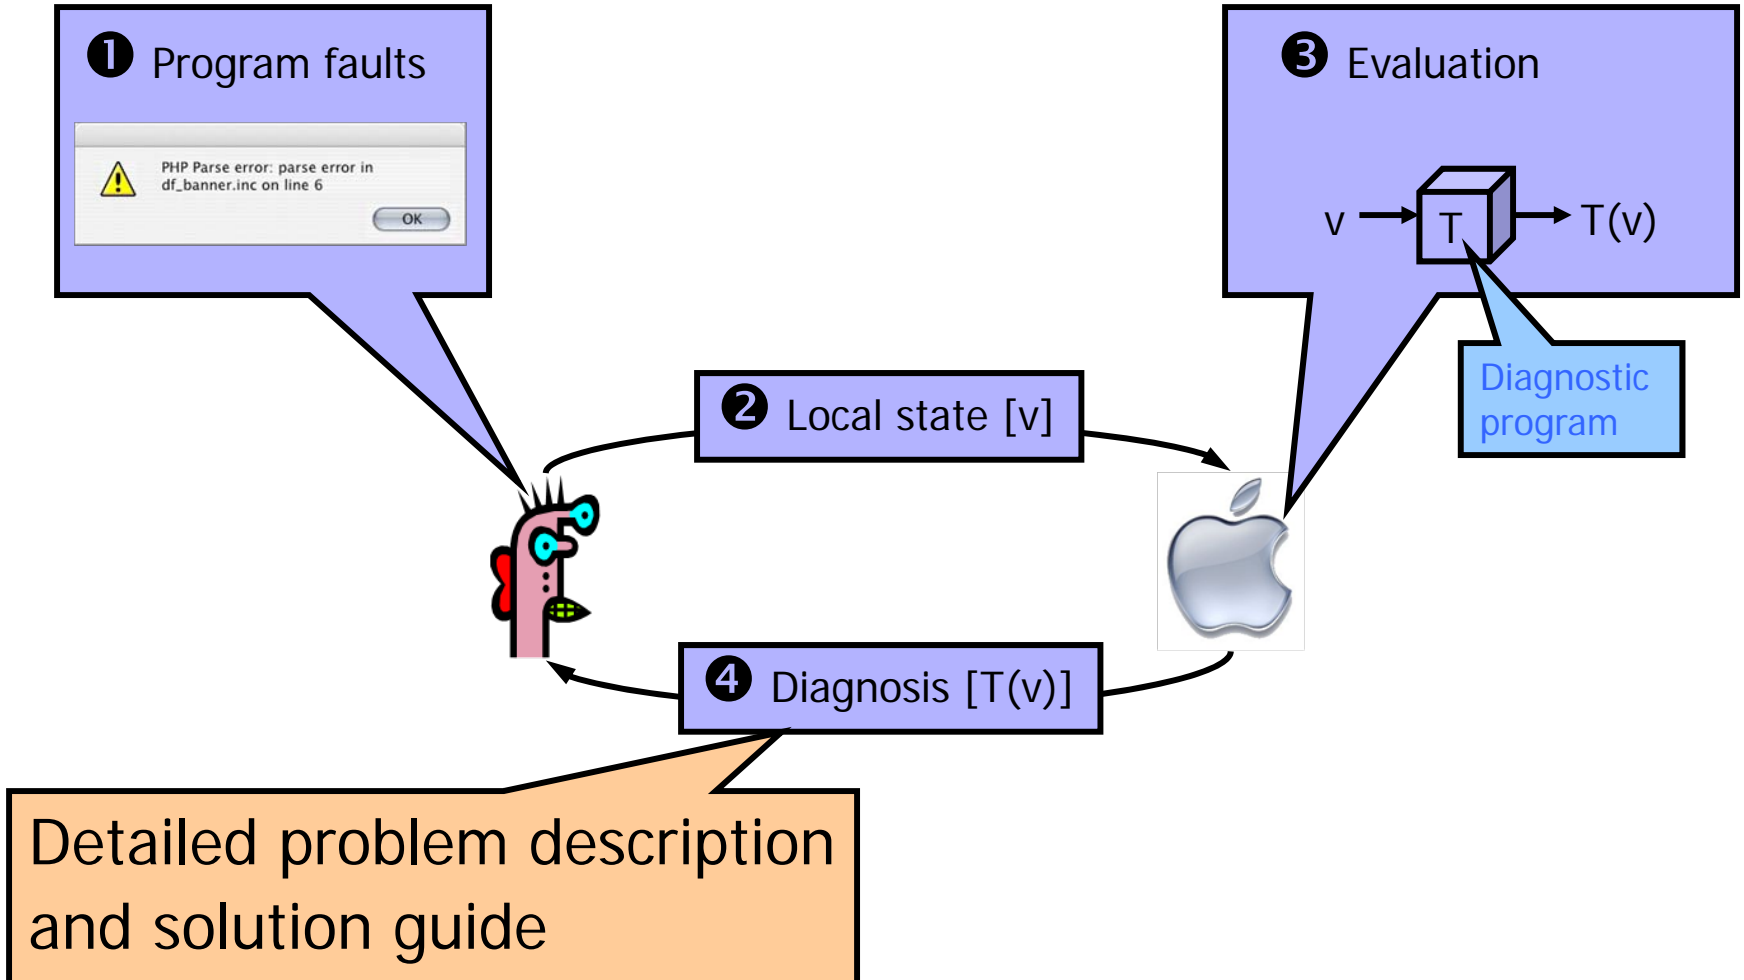 ❶ Program faults
PHP Parse error: parse error in
df_banner.inc on line 6
OK
❷ Local state [v]
❸ Evaluation
v T T(v)
Diagnostic
program
❹ Diagnosis [T(v)]
Detailed problem description
and solution guide